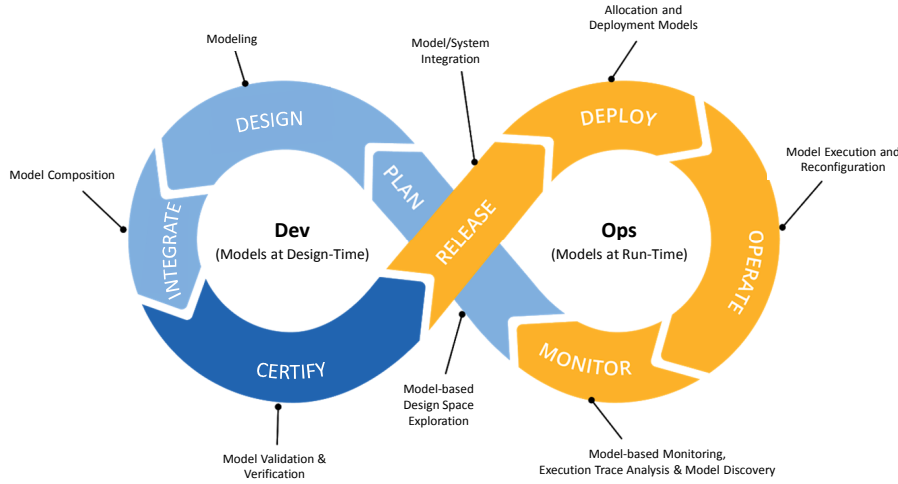 Allocation and
Deployment Models
Modeling
Model/System
Integration
DESIGN
DEPLOY
Model Execution and
Reconfiguration
Model Composition
PLAN
INTEGRATE
RELEASE
OPERATE
Dev
(Models at Design-Time)
Ops
(Models at Run-Time)
CERTIFY
MONITOR
Model-based
Design Space
Exploration
Model Validation &
Verification
Model-based Monitoring,
Execution Trace Analysis & Model Discovery